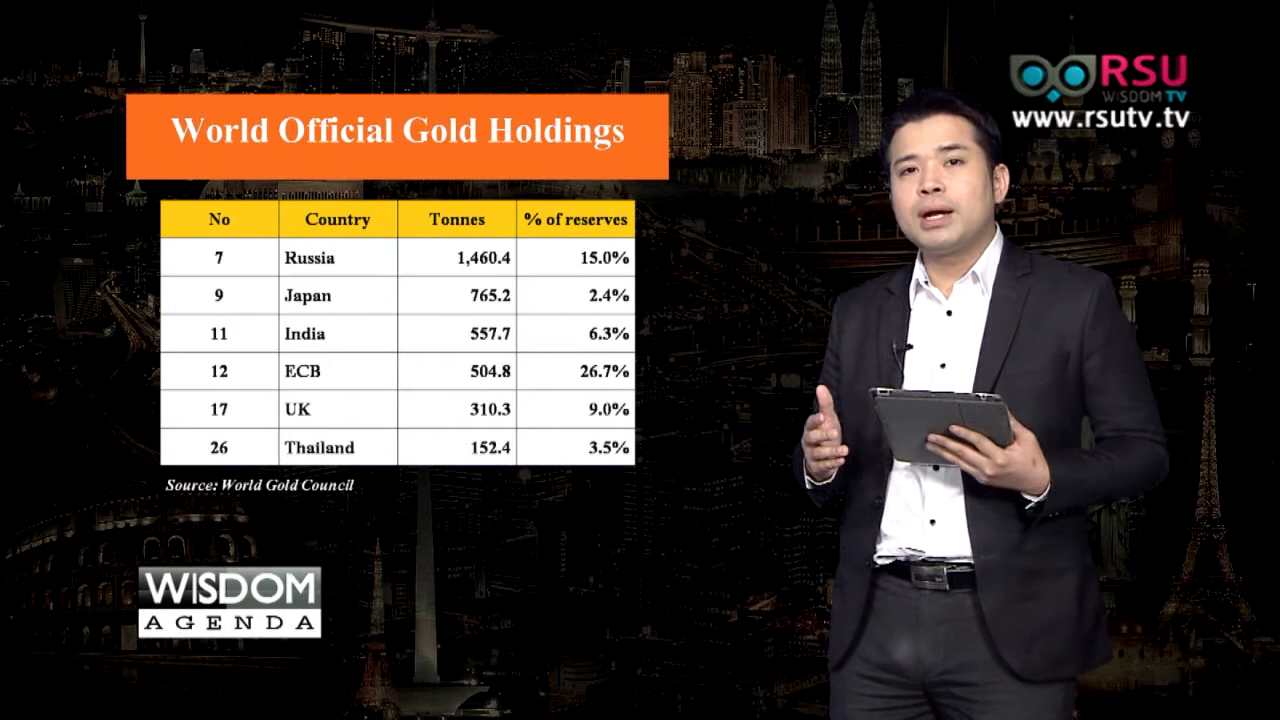 RSU
WISDOM TV
www.rsutv.tv
World Official Gold Holdings
No Country Tonnes % of reserves
7 Russia 1,460.4 15.0%
9 Japan 765.2 2.4%
11 India 557.7 6.3%
12 ECB 504.8 26.7%
17 UK 310.3 9.0%
26 Thailand 152.4 3.5%
Source: World Gold Council
WISDOM
AGENDA